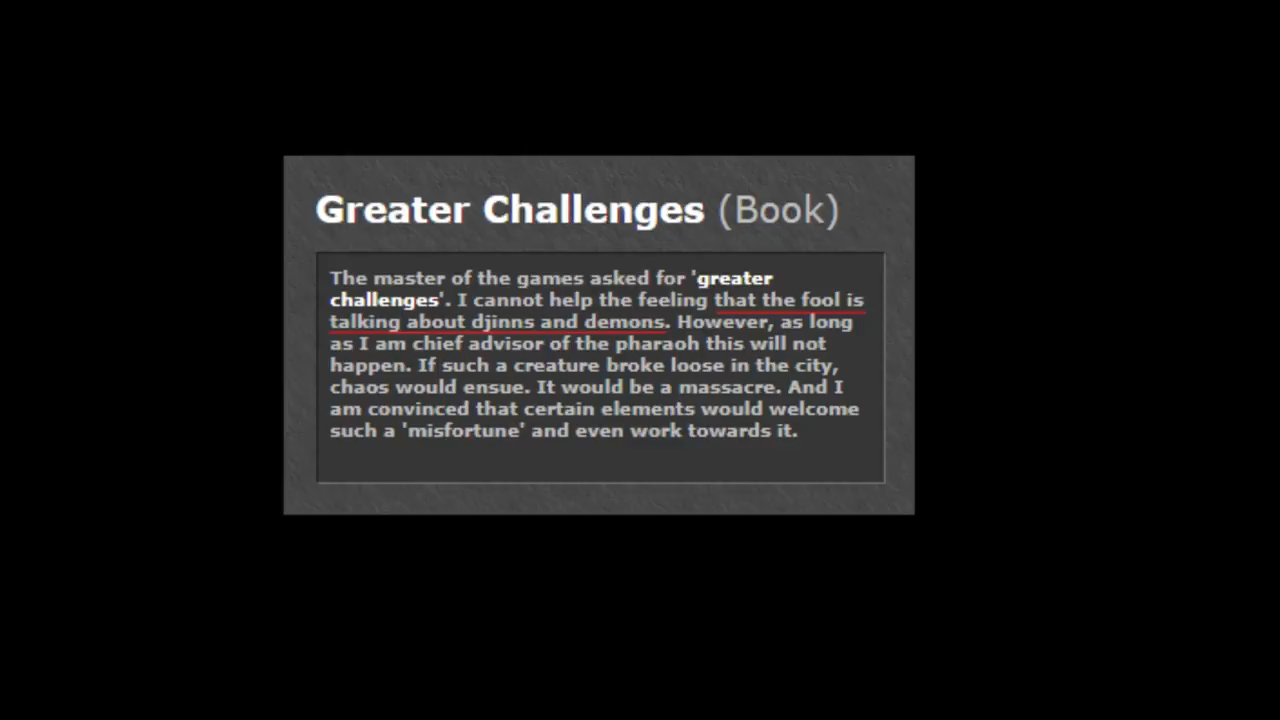 Greater Challenges (Book)
The master of the games asked for 'greater
challenges'. I cannot help the feeling that the fool is
talking about djinns and demons. However, as long
as I am chief advisor of the pharaoh this will not
happen. If such a creature broke loose in the city,
chaos would ensue. It would be a massacre. And I
am convinced that certain elements would welcome
such a 'misfortune' and even work towards it.